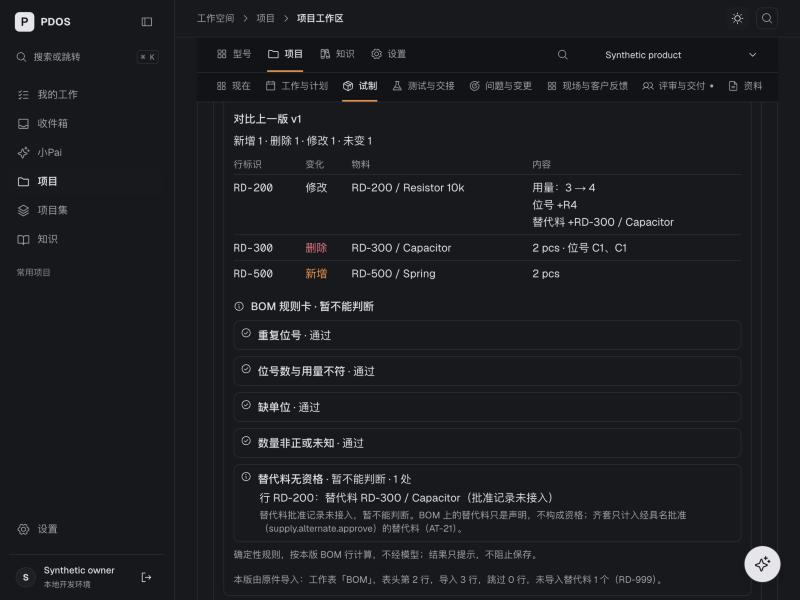 P PDOS
工作空间 > 项目 > 项目工作区
搜索或跳转 ⌘ K
我的工作
收件箱
小Pai
项目
项目集
知识
常用项目
设置
S Synthetic owner
本地开发环境
型号 项目 知识 设置 Synthetic product
现在 工作与计划 试制 测试与交接 问题与变更 现场与客户反馈 评审与交付 • 资料
对比上一版 v1
新增 1 · 删除 1 · 修改 1 · 未变 1
行标识 变化 物料 内容
RD-200 修改 RD-200 / Resistor 10k 用量：3 → 4
位号 +R4
替代料 +RD-300 / Capacitor
RD-300 删除 RD-300 / Capacitor 2 pcs · 位号 C1、C1
RD-500 新增 RD-500 / Spring 2 pcs
BOM 规则卡 · 暂不能判断
重复位号 · 通过
位号数与用量不符 · 通过
缺单位 · 通过
数量非正或未知 · 通过
替代料无资格 · 暂不能判断 · 1 处
行 RD-200：替代料 RD-300 / Capacitor（批准记录未接入）
替代料批准记录未接入，暂不能判断。BOM 上的替代料只是声明，不构成资格；齐套只计入经具名批准
（supply.alternate.approve）的替代料（AT-21）。
确定性规则，按本版 BOM 行计算，不经模型；结果只提示，不阻止保存。
本版由原件导入：工作表「BOM」，表头第 2 行，导入 3 行，跳过 0 行，未导入替代料 1 个（RD-999）。